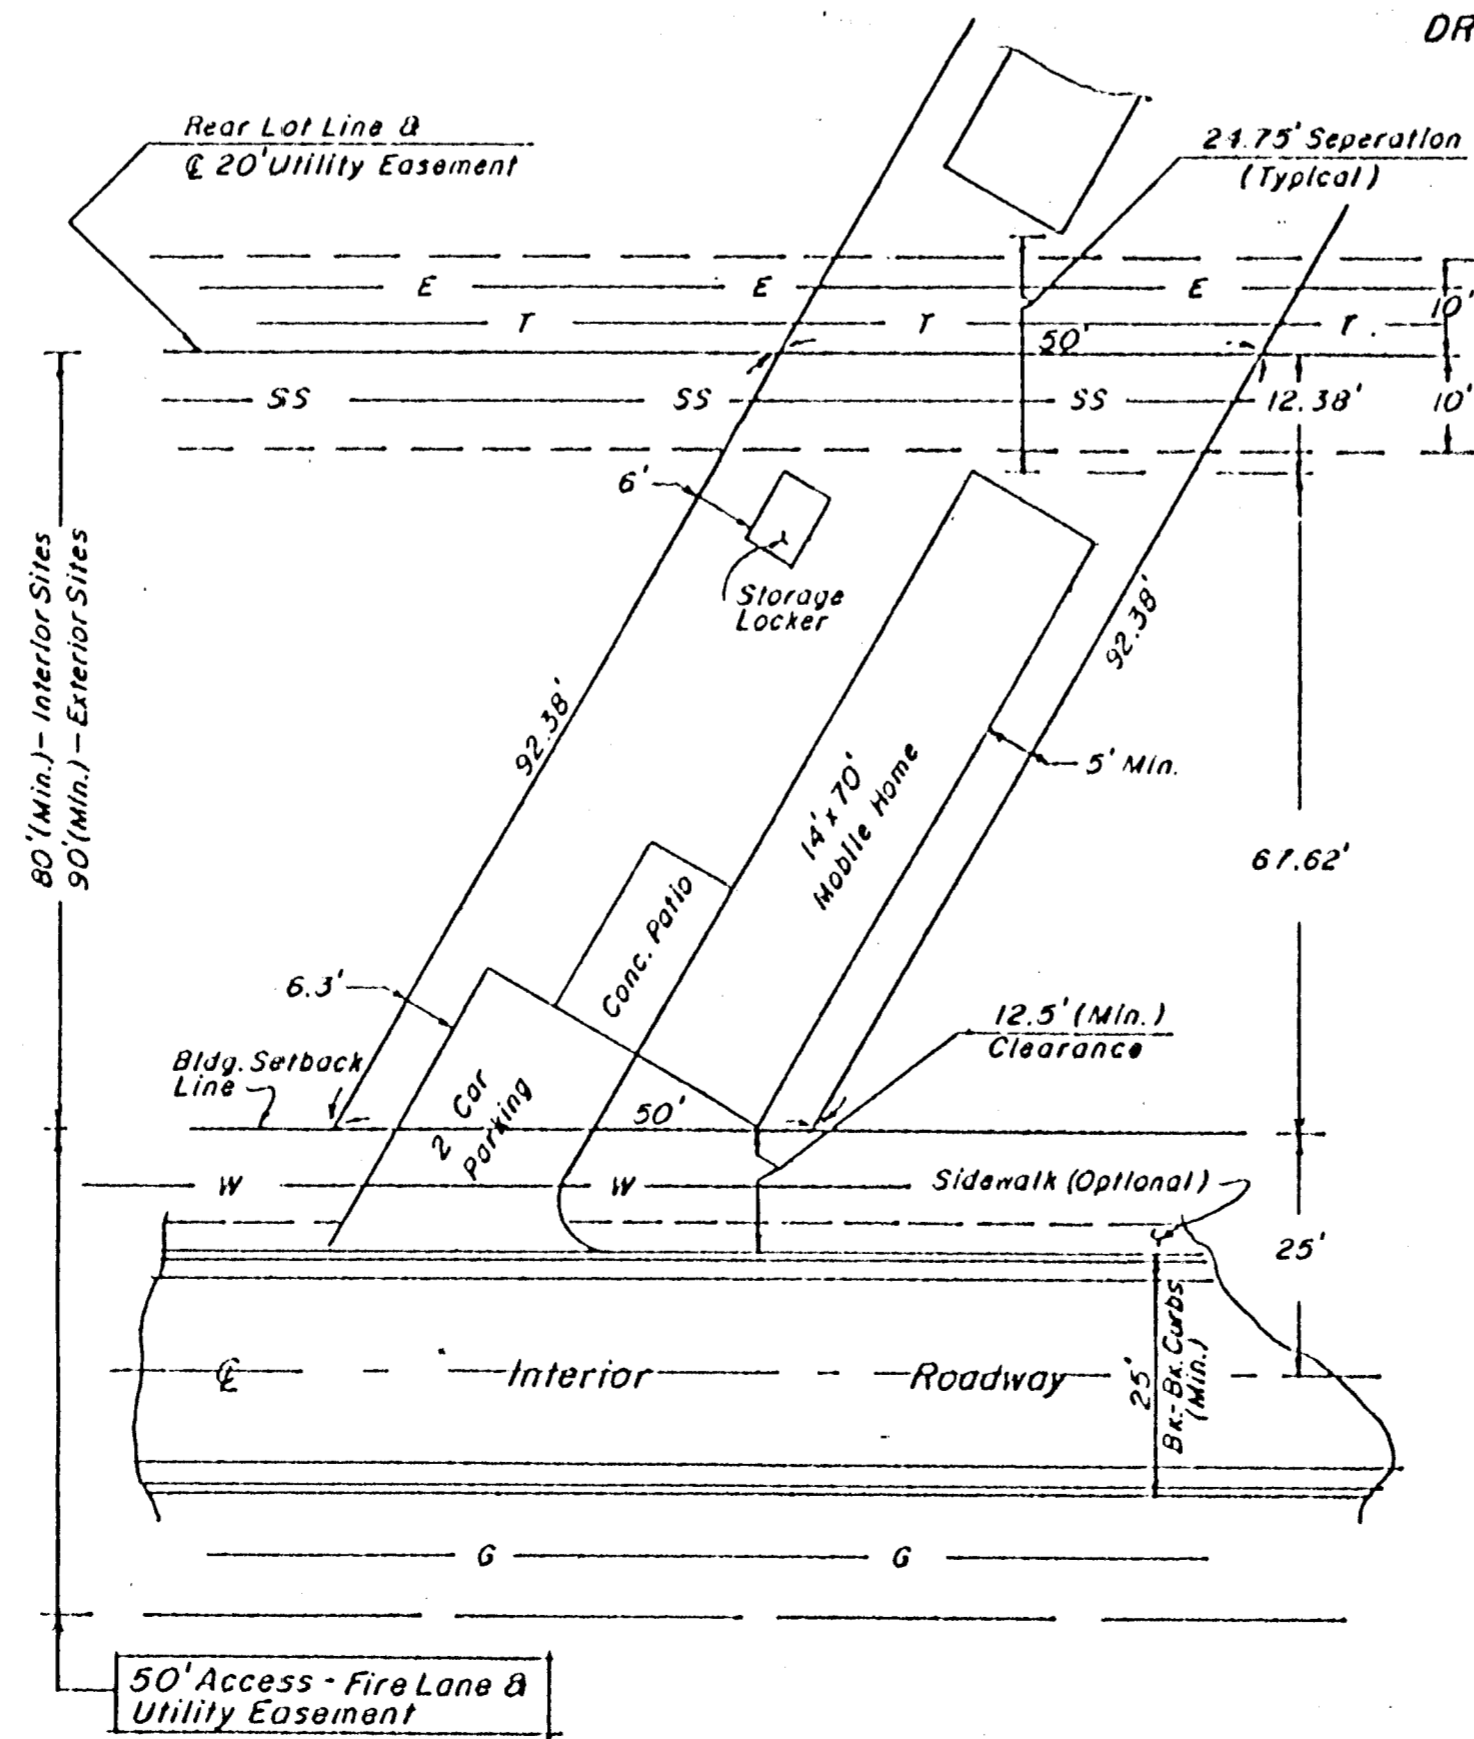 DR
Rear Lot Line &
℄ 20' Utility Easement
24.75' Seperation
(Typical)
E E E
T T T
10'
50'
SS SS SS
12.38'
10'
6'
Storage
Locker
80' (Min.) - Interior Sites
90' (Min.) - Exterior Sites
92.38'
92.38'
14' x 70'
Mobile Home
5' Min.
67.62'
Conc. Patio
6.3'
12.5' (Min.)
Clearance
Bldg. Setback
Line
2 Car
Parking
50'
W W
Sidewalk (Optional)
25'
℄ Interior Roadway
25'
Bk.-Bk. Curbs
(Min.)
G G
50' Access - Fire Lane &
Utility Easement